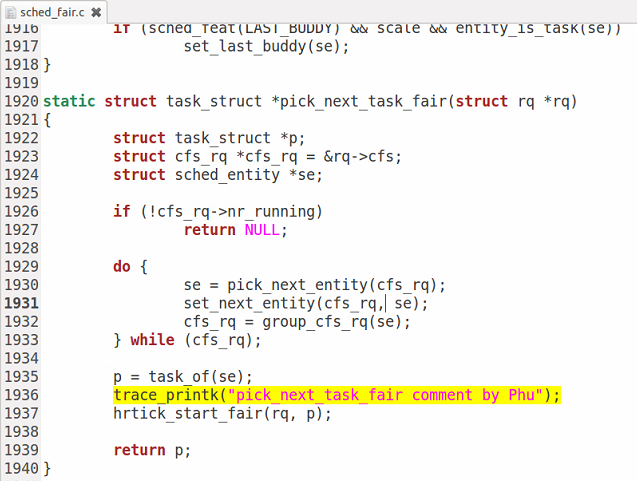 sched_fair.c
1916 if (sched_feat(LAST_BUDDY) && scale && entity_is_task(se))
1917 set_last_buddy(se);
1918 }
1919
1920 static struct task_struct *pick_next_task_fair(struct rq *rq)
1921 {
1922 struct task_struct *p;
1923 struct cfs_rq *cfs_rq = &rq->cfs;
1924 struct sched_entity *se;
1925
1926 if (!cfs_rq->nr_running)
1927 return NULL;
1928
1929 do {
1930 se = pick_next_entity(cfs_rq);
1931 set_next_entity(cfs_rq, se);
1932 cfs_rq = group_cfs_rq(se);
1933 } while (cfs_rq);
1934
1935 p = task_of(se);
1936 trace_printk("pick_next_task_fair comment by Phu");
1937 hrtick_start_fair(rq, p);
1938
1939 return p;
1940 }